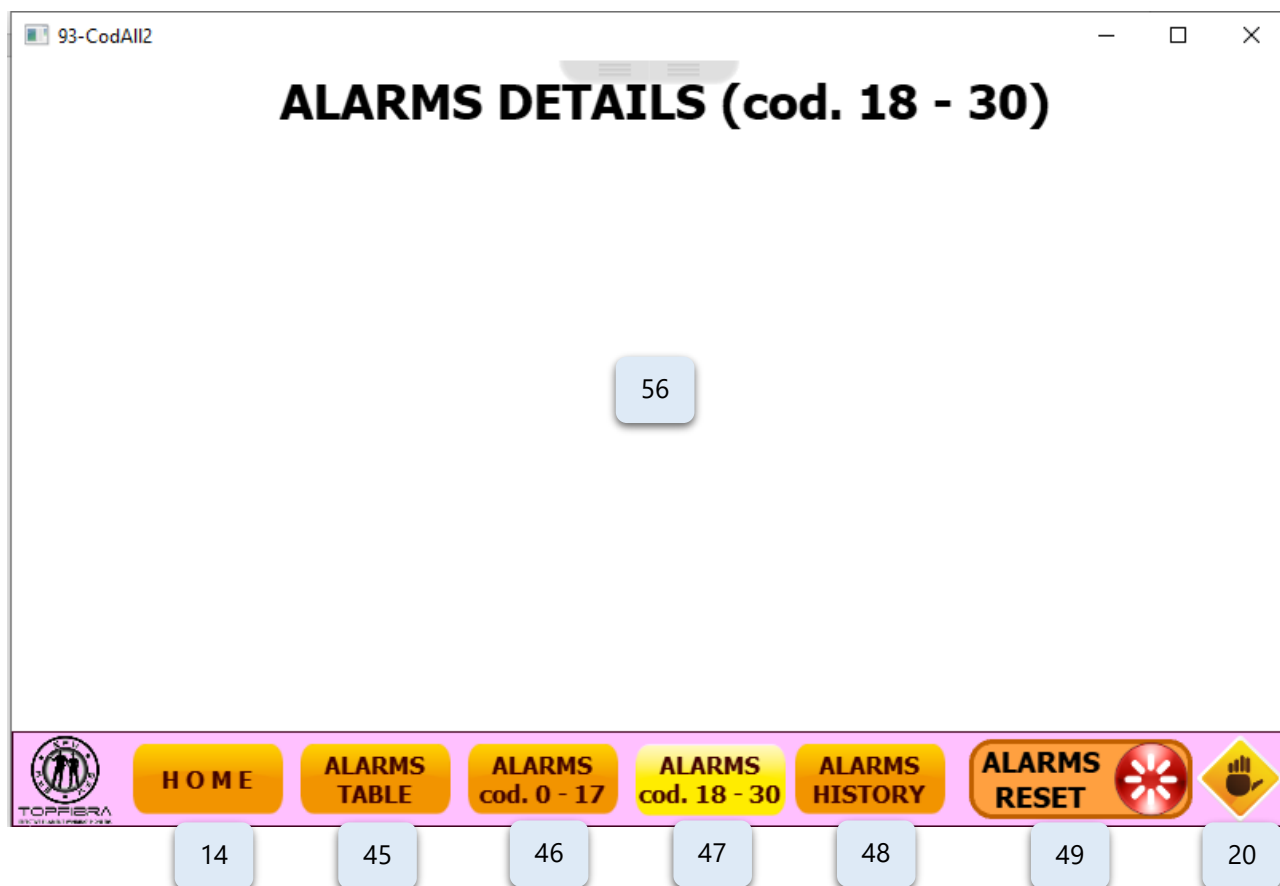 93-CodAll2
ALARMS DETAILS (cod. 18 - 30)
56
HOME
ALARMS
TABLE
ALARMS
cod. 0 - 17
ALARMS
cod. 18 - 30
ALARMS
HISTORY
ALARMS
RESET
TOPFIBRA
14
45
46
47
48
49
20